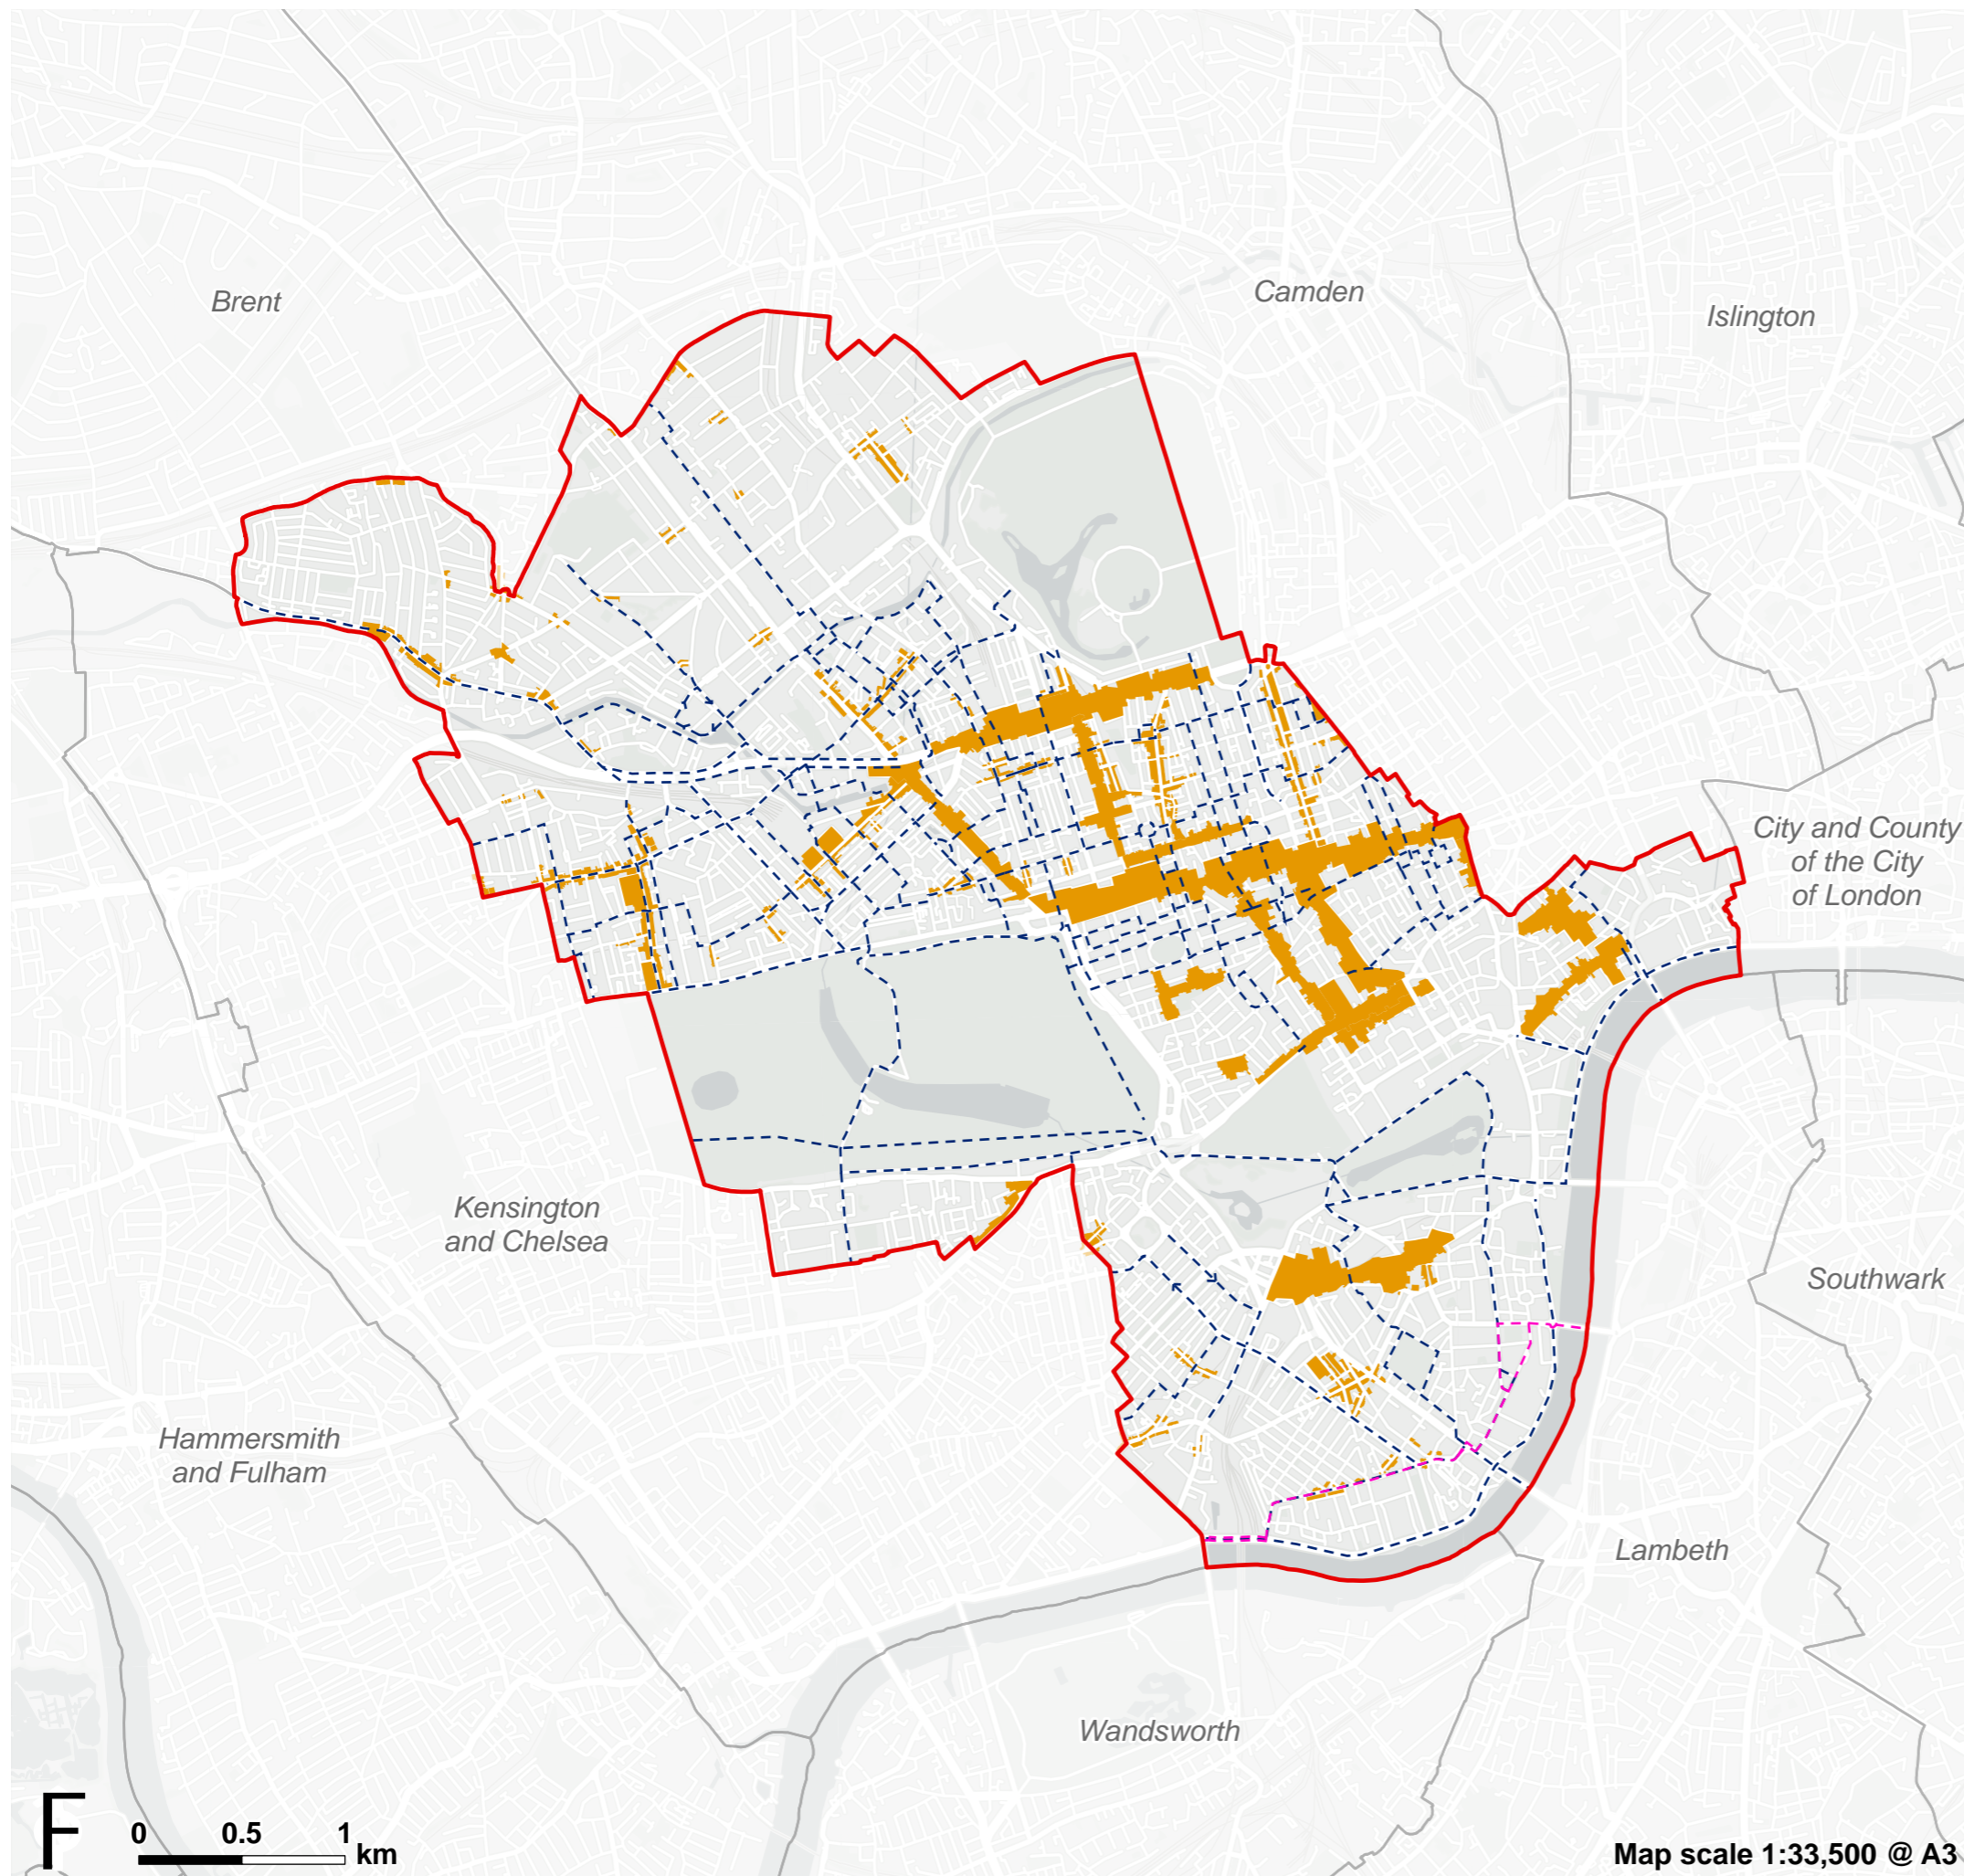 Brent
Camden
Islington
City and County
of the City
of London
Kensington
and Chelsea
Southwark
Hammersmith
and Fulham
Lambeth
Wandsworth
F
0 0.5 1
km
Map scale 1:33,500 @ A3